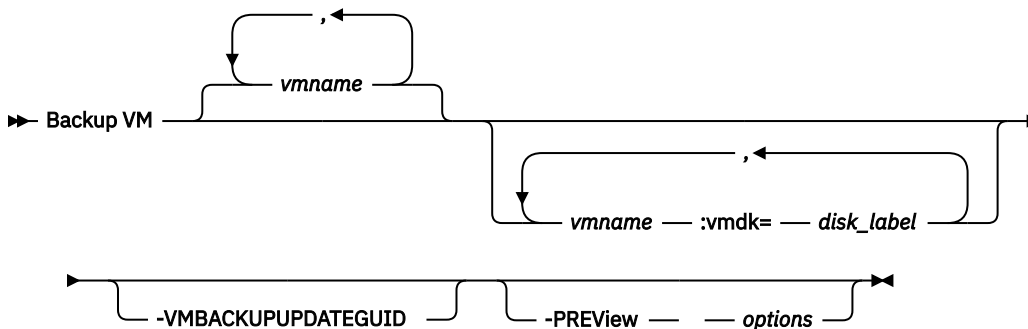 ,
vmname
Backup VM
,
vmname :vmdk= disk_label
-VMBACKUPUPDATEGUID -PREView options